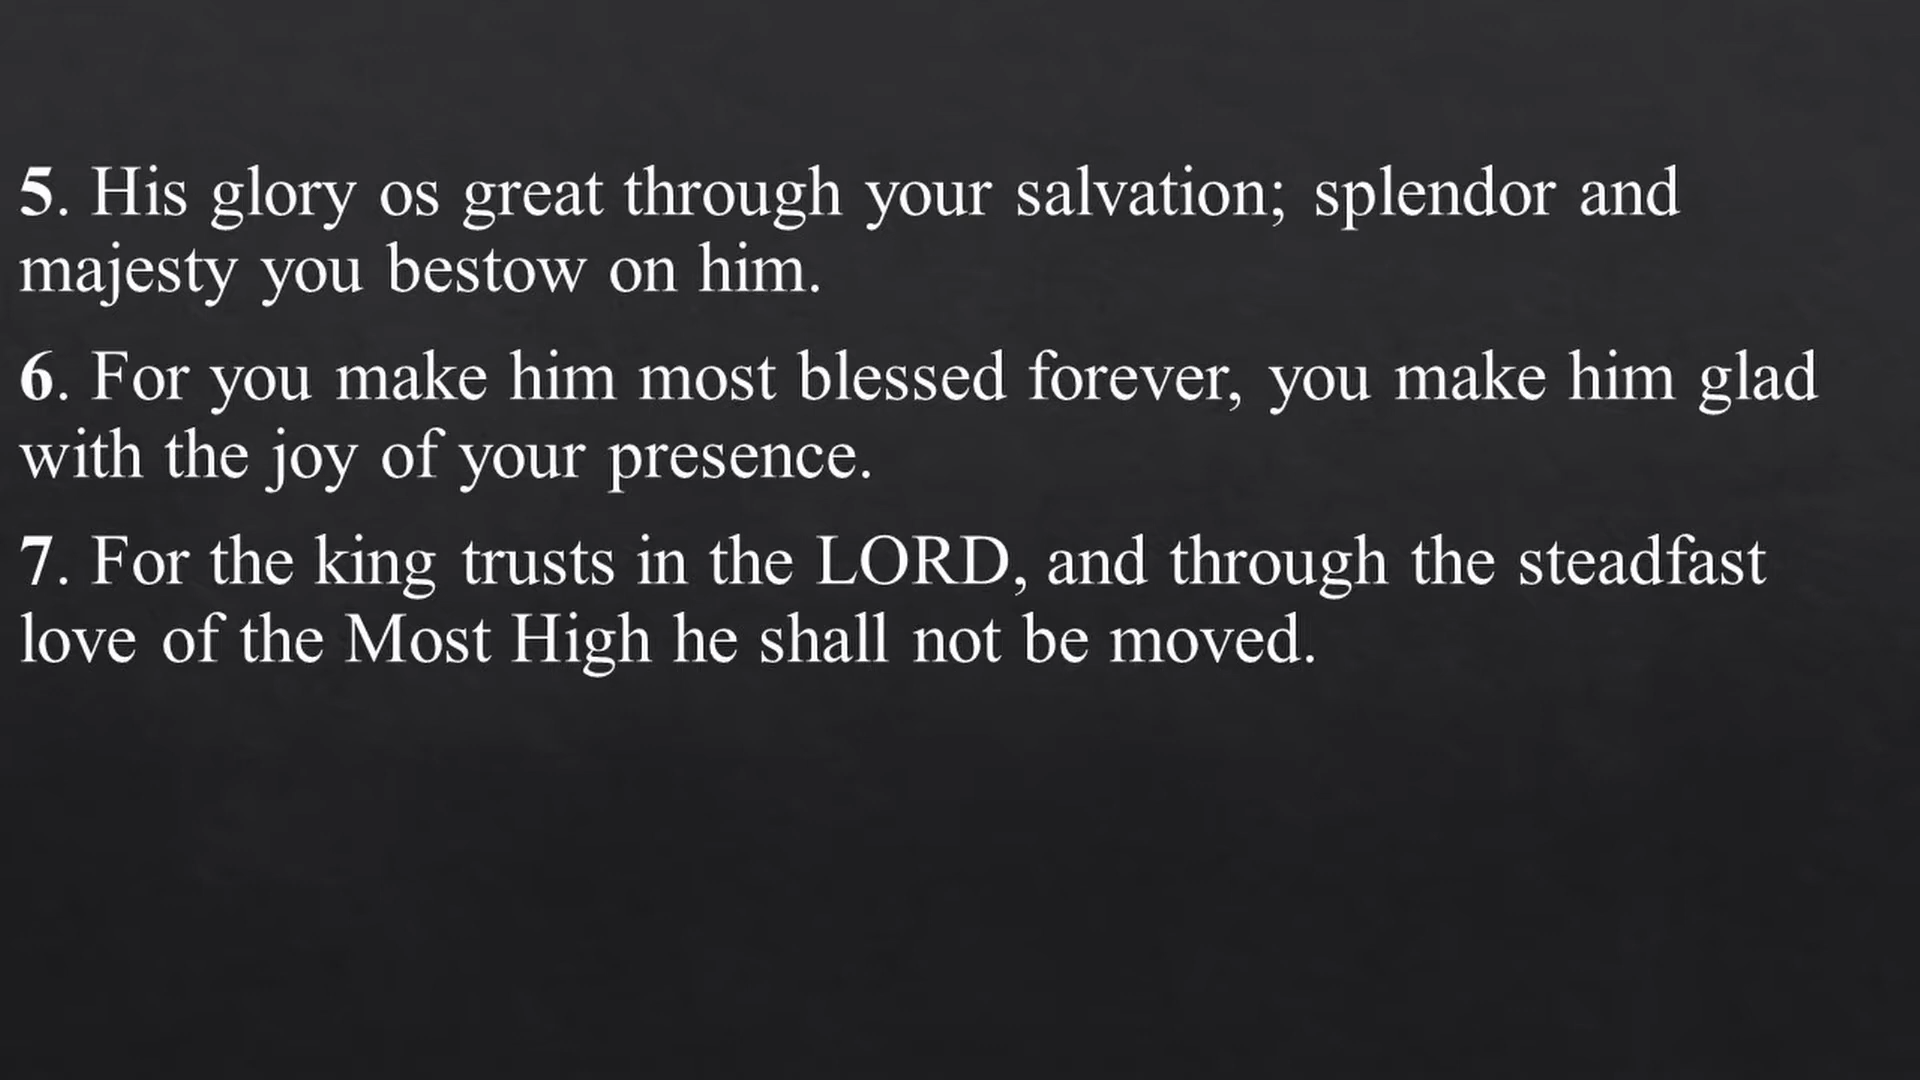 5. His glory os great through your salvation; splendor and
majesty you bestow on him.
6. For you make him most blessed forever, you make him glad
with the joy of your presence.
7. For the king trusts in the LORD, and through the steadfast
love of the Most High he shall not be moved.